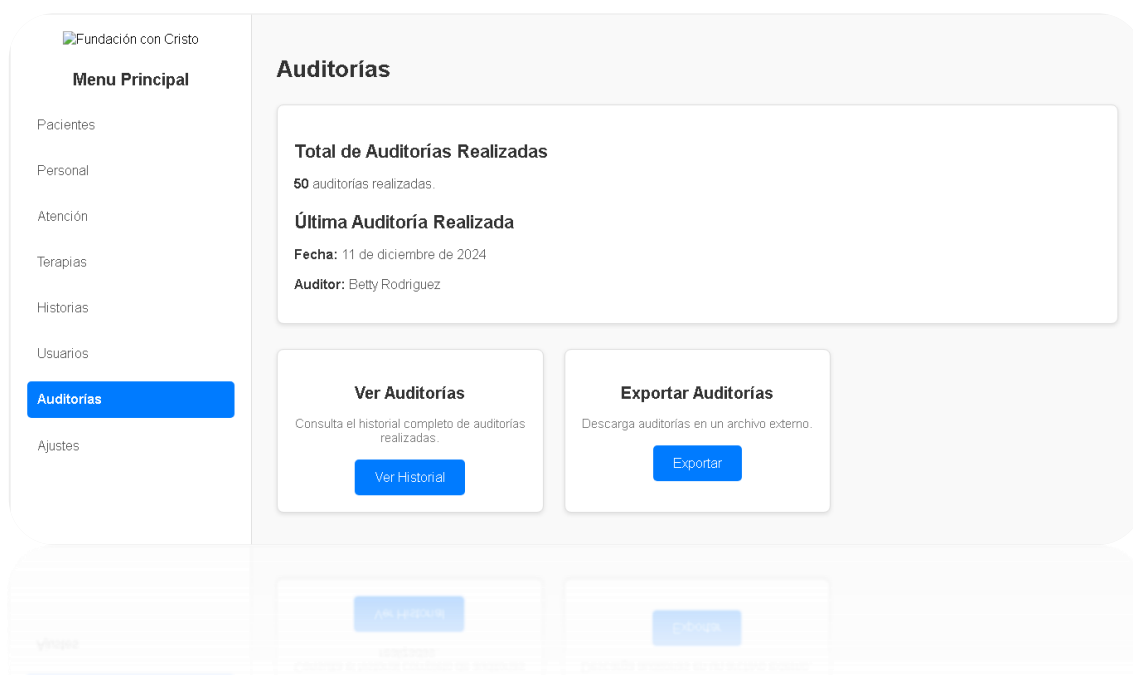 Fundación con Cristo
Menu Principal
Pacientes
Personal
Atención
Terapias
Historias
Usuarios
Auditorías
Ajustes
Auditorías
Total de Auditorías Realizadas
50 auditorías realizadas.
Última Auditoría Realizada
Fecha: 11 de diciembre de 2024
Auditor: Betty Rodriguez
Ver Auditorías
Consulta el historial completo de auditorías
realizadas.
Ver Historial
Exportar Auditorías
Descarga auditorías en un archivo externo.
Exportar